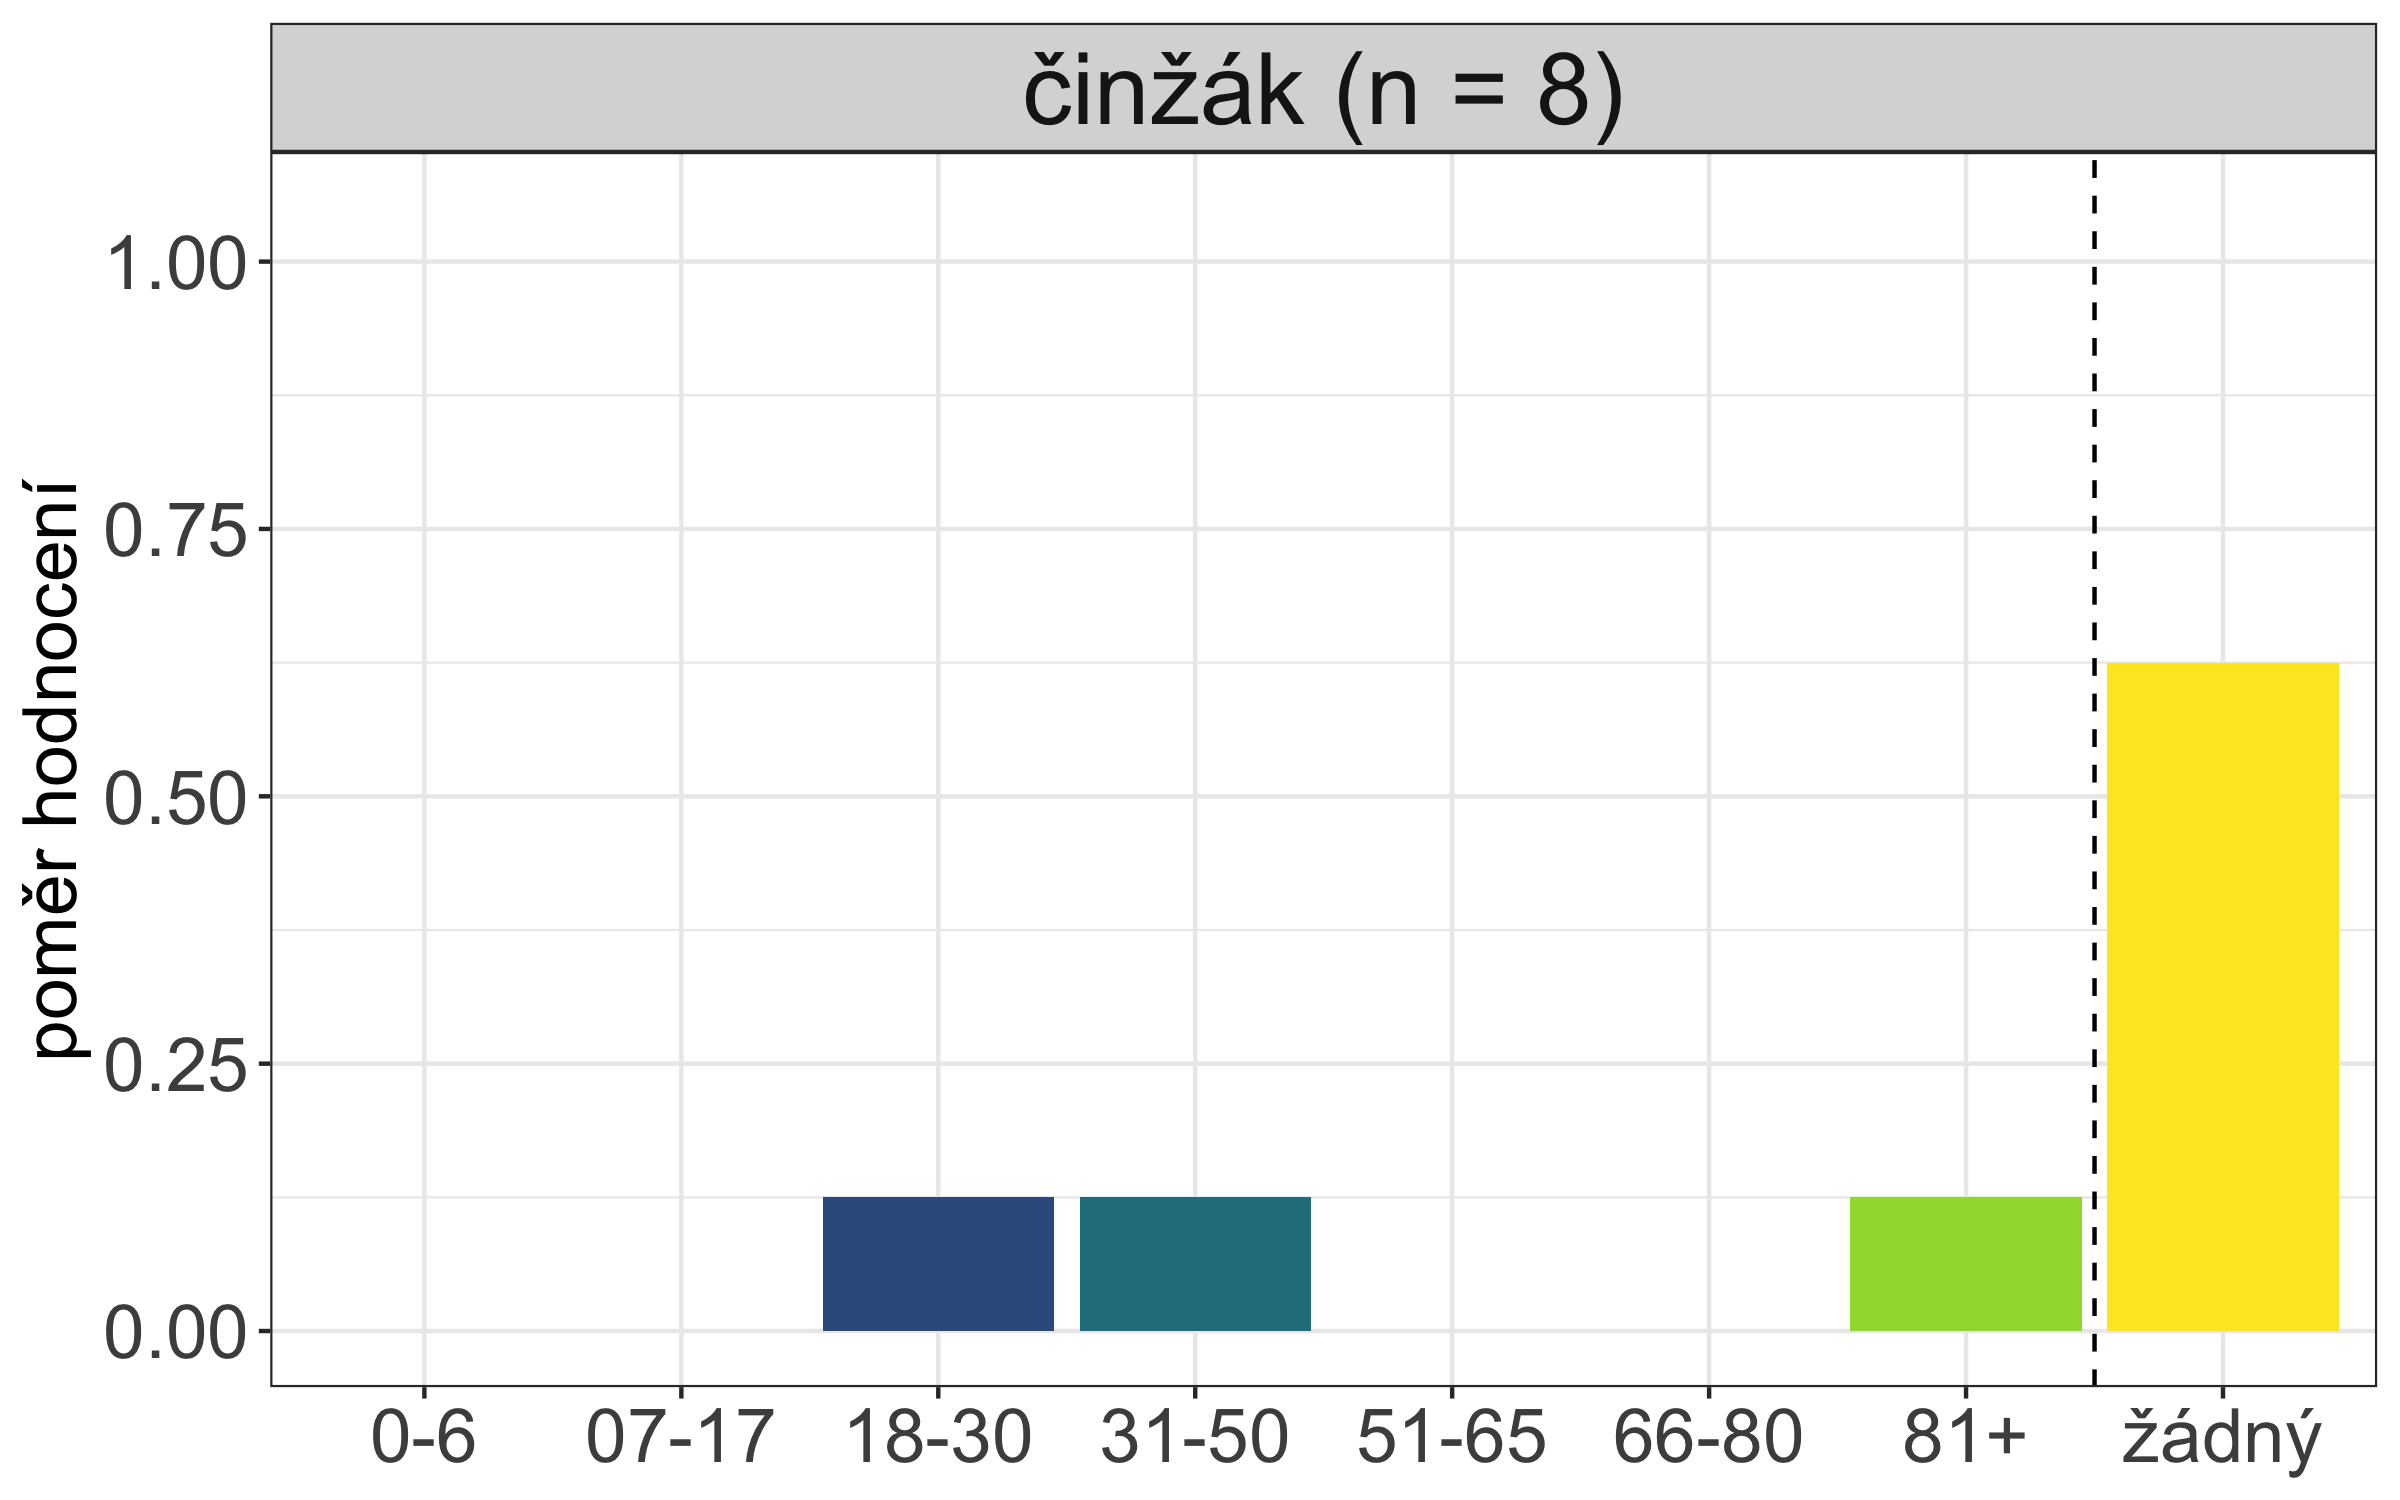 činžák (n = 8)
poměr hodnocení
1.00
0.75
0.50
0.25
0.00
0-6 07-17 18-30 31-50 51-65 66-80 81+ žádný